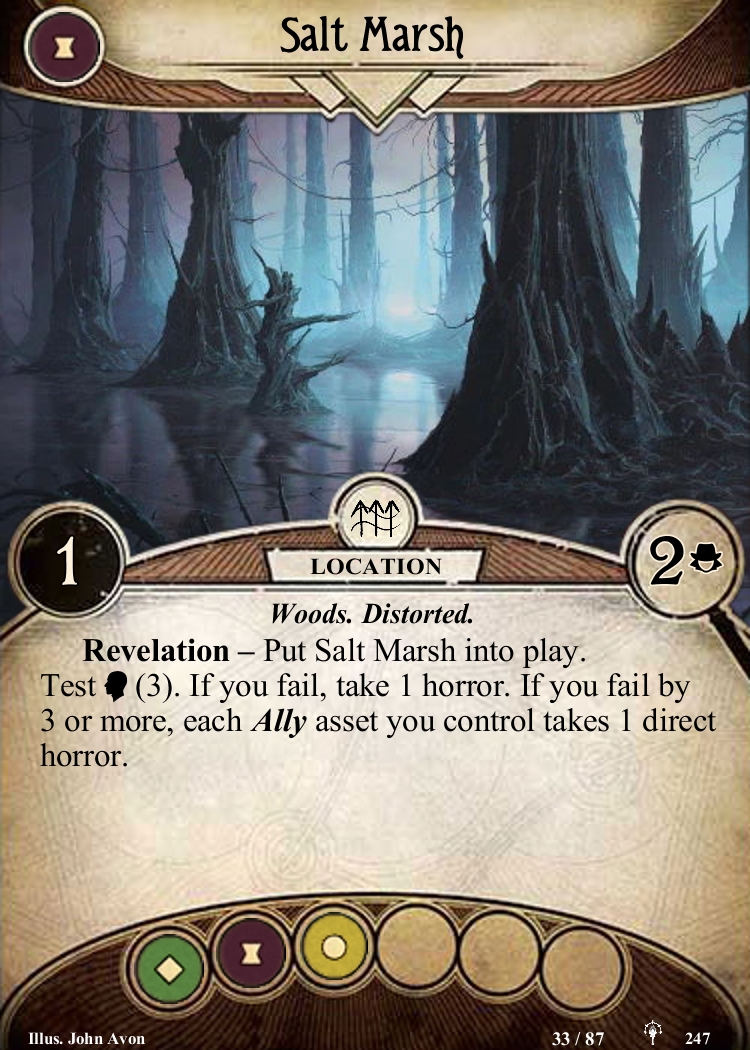 Salt Marsh
1
2
LOCATION
Woods. Distorted.
Revelation – Put Salt Marsh into play.
Test (3). If you fail, take 1 horror. If you fail by
3 or more, each Ally asset you control takes 1 direct
horror.
Illus. John Avon
33 / 87
247